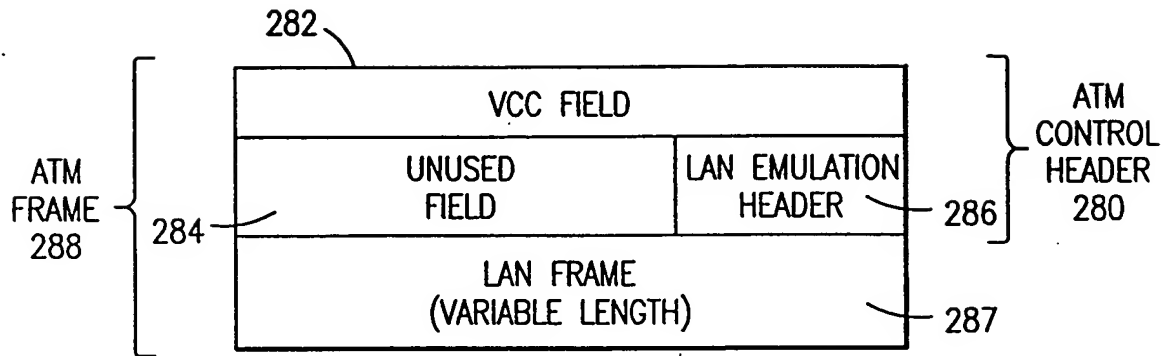 282
VCC FIELD
UNUSED
FIELD
284
LAN EMULATION
HEADER
286
LAN FRAME
(VARIABLE LENGTH)
287
ATM
FRAME
288
ATM
CONTROL
HEADER
280